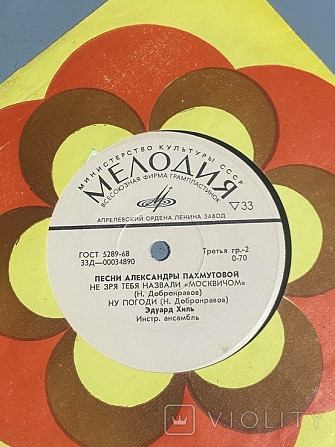 МИНИСТЕРСТВО КУЛЬТУРЫ СССР
МЕЛОДИЯ
ВСЕСОЮЗНАЯ ФИРМА ГРАМПЛАСТИНОК
▽33
АПРЕЛЕВСКИЙ ОРДЕНА ЛЕНИНА ЗАВОД
ГОСТ 5289-68
33Д—00034890
Третья гр.-2
0-70
ПЕСНИ АЛЕКСАНДРЫ ПАХМУТОВОЙ
НЕ ЗРЯ ТЕБЯ НАЗВАЛИ «МОСКВИЧОМ»
(Н. Добронравов)
НУ ПОГОДИ (Н. Добронравов)
Эдуард Хиль
Инстр. ансамбль
VIOLITY